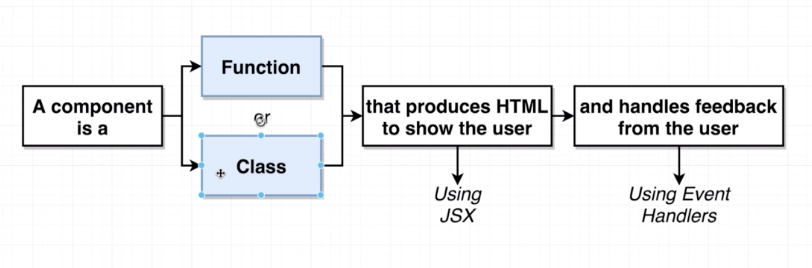 A component
is a
Function
or
Class
that produces HTML
to show the user
and handles feedback
from the user
Using
JSX
Using Event
Handlers